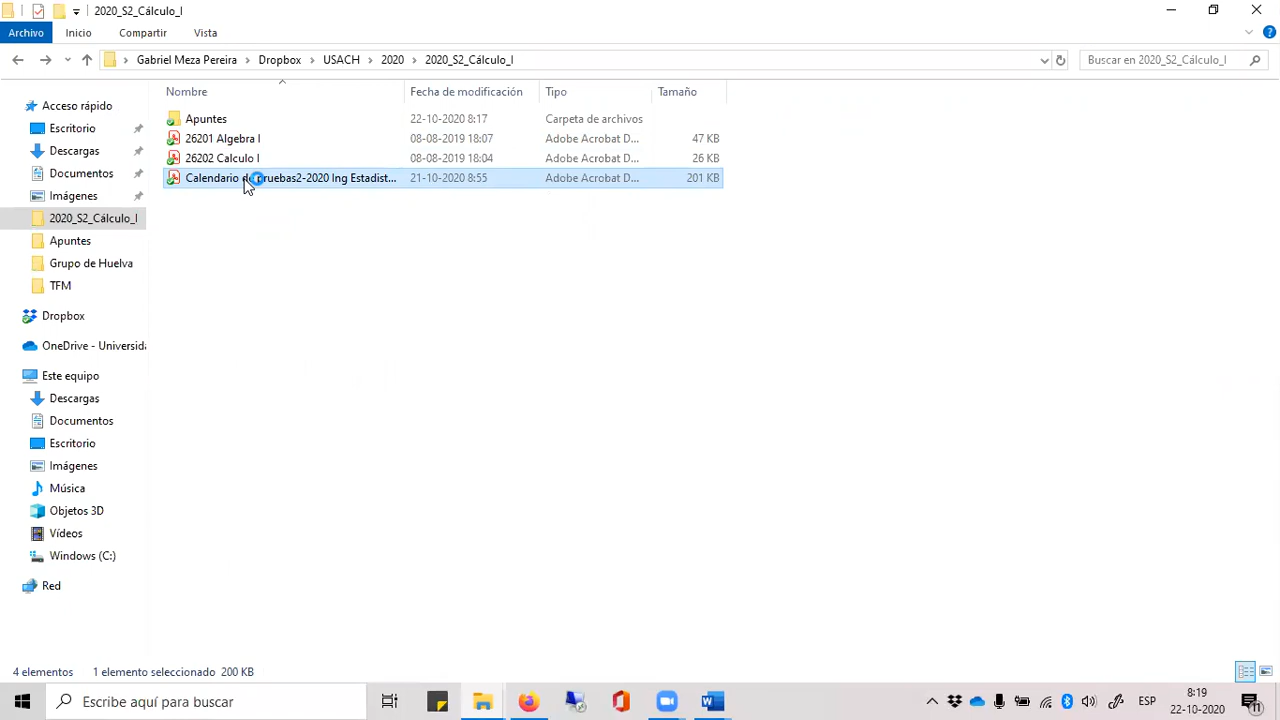 2020_S2_Cálculo_I
Archivo Inicio Compartir Vista
Gabriel Meza Pereira Dropbox USACH 2020 2020_S2_Cálculo_I
Buscar en 2020_S2_Cálculo_I
Nombre Fecha de modificación Tipo Tamaño
Apuntes 22-10-2020 8:17 Carpeta de archivos
26201 Algebra I 08-08-2019 18:07 Adobe Acrobat D... 47 KB
26202 Calculo I 08-08-2019 18:04 Adobe Acrobat D... 26 KB
Calendario de pruebas2-2020 Ing Estadist... 21-10-2020 8:55 Adobe Acrobat D... 201 KB
Acceso rápido
Escritorio
Descargas
Documentos
Imágenes
2020_S2_Cálculo_I
Apuntes
Grupo de Huelva
TFM
Dropbox
OneDrive - Universida
Este equipo
Descargas
Documentos
Escritorio
Imágenes
Música
Objetos 3D
Vídeos
Windows (C:)
Red
4 elementos 1 elemento seleccionado 200 KB
Escribe aquí para buscar
ESP
8:19
22-10-2020
11